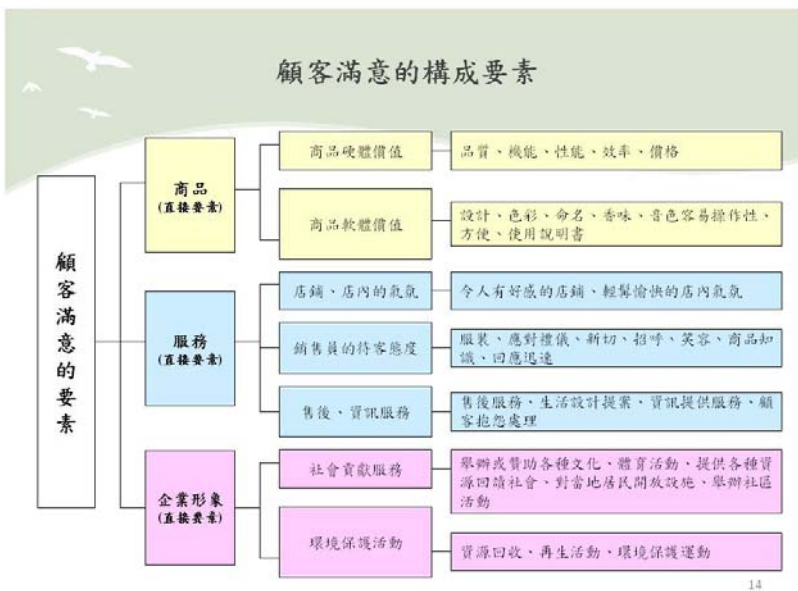 顧客滿意的構成要素
顧客滿意的要素
商品
(直接要素)
商品硬體價值
品質、機能、性能、效率、價格
商品軟體價值
設計、色彩、命名、香味、音色容易操作性、
方便、使用說明書
服務
(直接要素)
店鋪、店內的氣氛
令人有好感的店鋪、輕鬆愉快的店內氣氛
銷售員的待客態度
服裝、應對禮儀、新切、招呼、笑容、商品知
識、回應迅速
售後、資訊服務
售後服務、生活設計提案、資訊提供服務、顧
客抱怨處理
企業形象
(直接要素)
社會貢獻服務
舉辦或贊助各種文化、體育活動、提供各種資
源回請社會、對當地居民開放設施、舉辦社區
活動
環境保護活動
資源回收、再生活動、環境保護運動
14